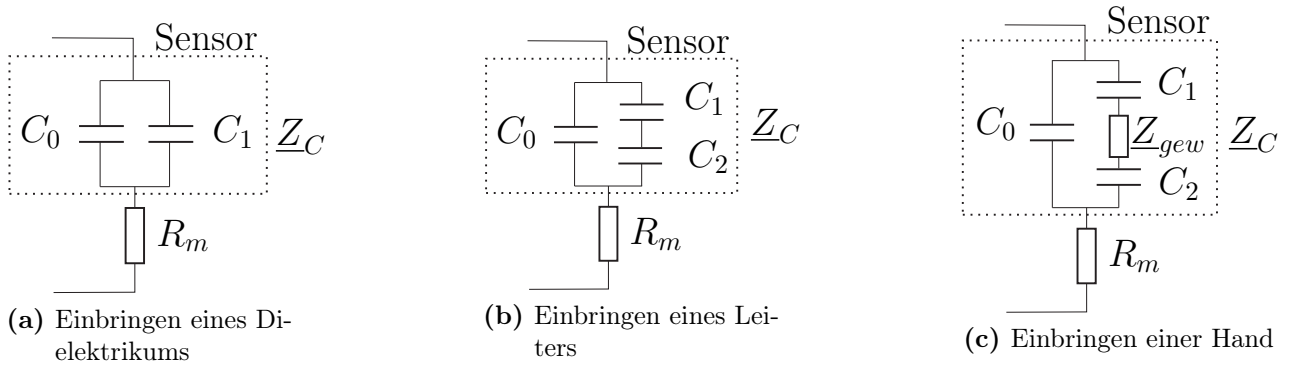 Sensor
C₀
C₁
Z_C
R_m
(a) Einbringen eines Di-
elektrikums
Sensor
C₀
C₁
C₂
Z_C
R_m
(b) Einbringen eines Lei-
ters
Sensor
C₀
C₁
Z_gew
C₂
Z_C
R_m
(c) Einbringen einer Hand